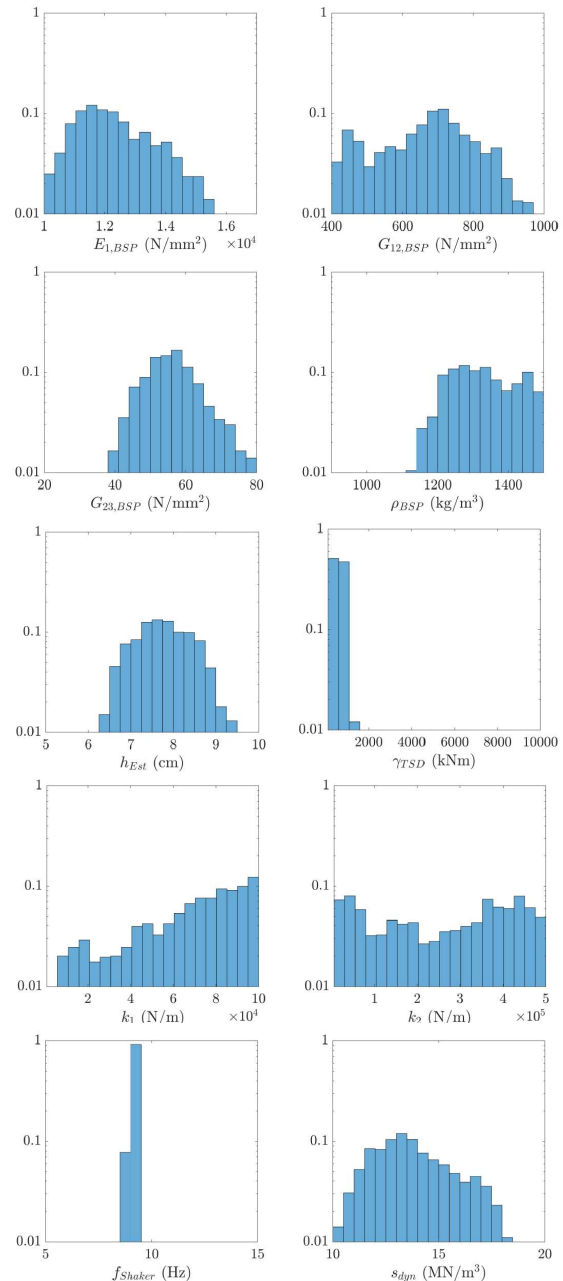 1 1
0.1 0.1
0.01 0.01
1 1.2 1.4 1.6 400 600 800 1000
E1,BSP (N/mm²) ×10⁴ G12,BSP (N/mm²)
1 1
0.1 0.1
0.01 0.01
20 40 60 80 1000 1200 1400
G23,BSP (N/mm²) ρBSP (kg/m³)
1 1
0.1 0.1
0.01 0.01
5 6 7 8 9 10 2000 4000 6000 8000 10000
hEst (cm) γTSD (kNm)
1 1
0.1 0.1
0.01 0.01
2 4 6 8 10 1 2 3 4 5
k1 (N/m) ×10⁴ k2 (N/m) ×10⁵
1 1
0.1 0.1
0.01 0.01
5 10 15 10 15 20
fShaker (Hz) sdyn (MN/m³)